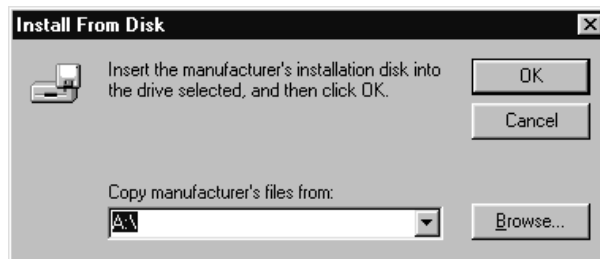 Install From Disk
Insert the manufacturer's installation disk into
the drive selected, and then click OK.
OK
Cancel
Copy manufacturer's files from:
A:\
Browse...